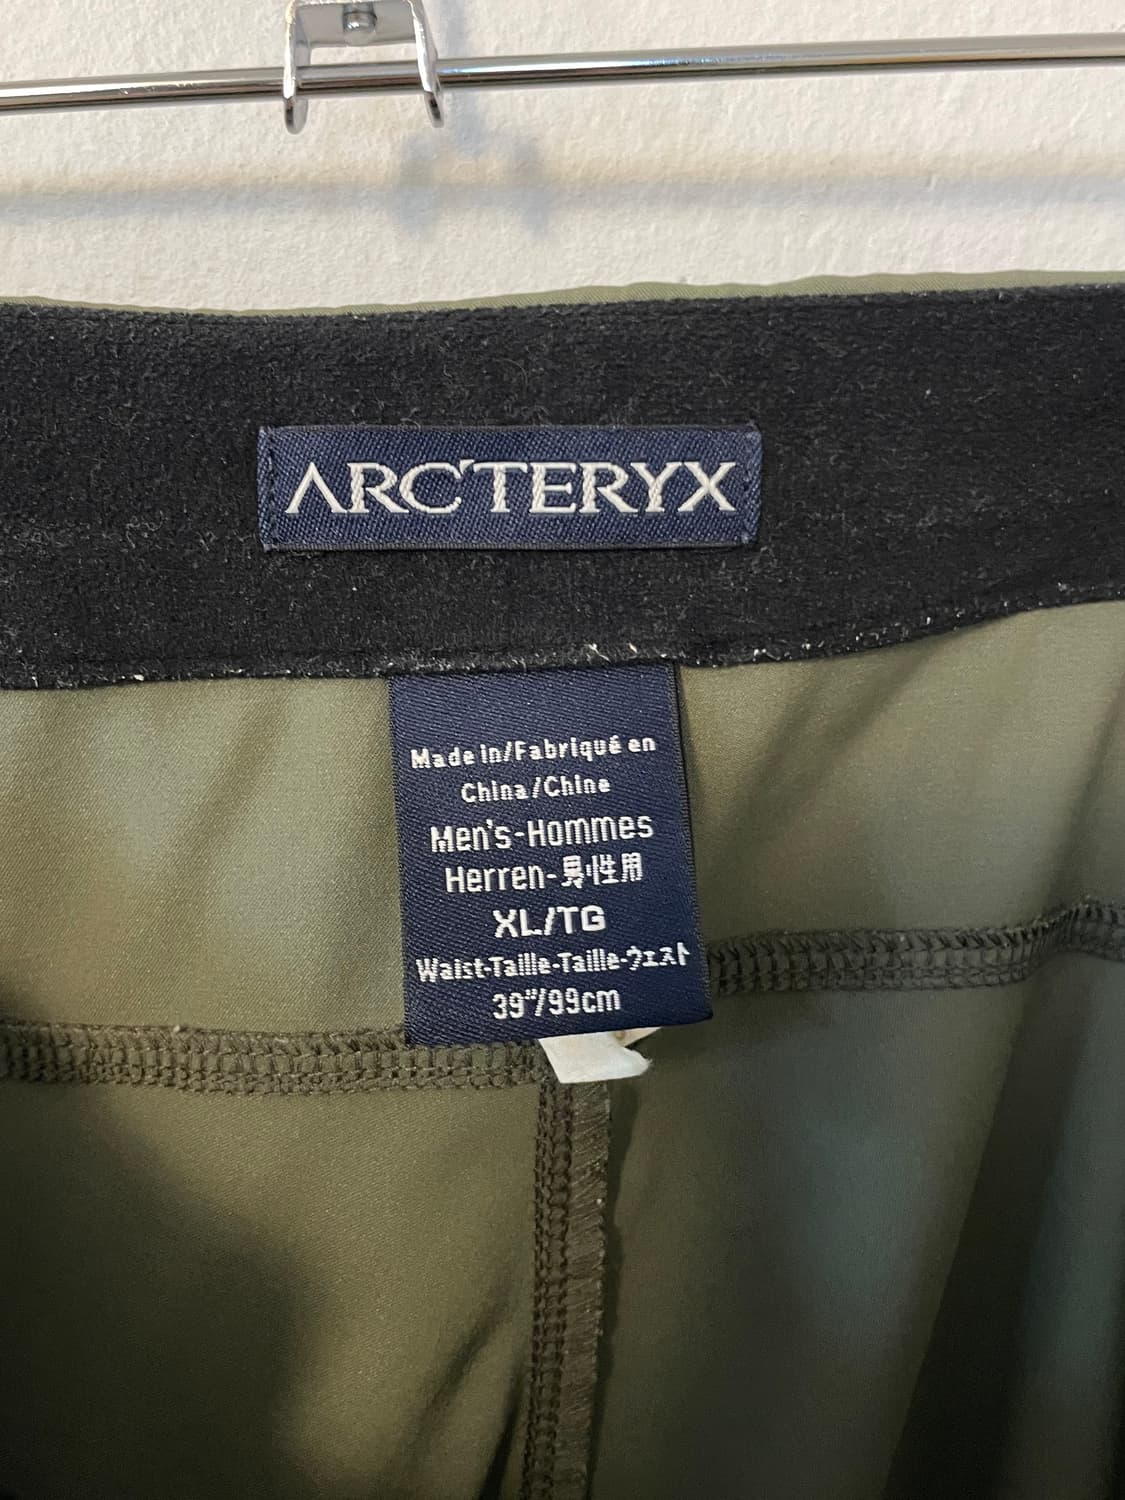 ARC'TERYX
Made in/Fabriqué en
China/Chine
Men's-Hommes
Herren-男性用
XL/TG
Waist-Taille-Taille-ウエスト
39"/99cm